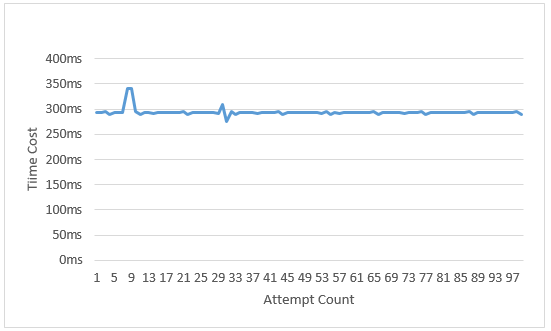 400ms
350ms
300ms
250ms
200ms
150ms
100ms
50ms
0ms
Tiime Cost
1 5 9 13 17 21 25 29 33 37 41 45 49 53 57 61 65 69 73 77 81 85 89 93 97
Attempt Count